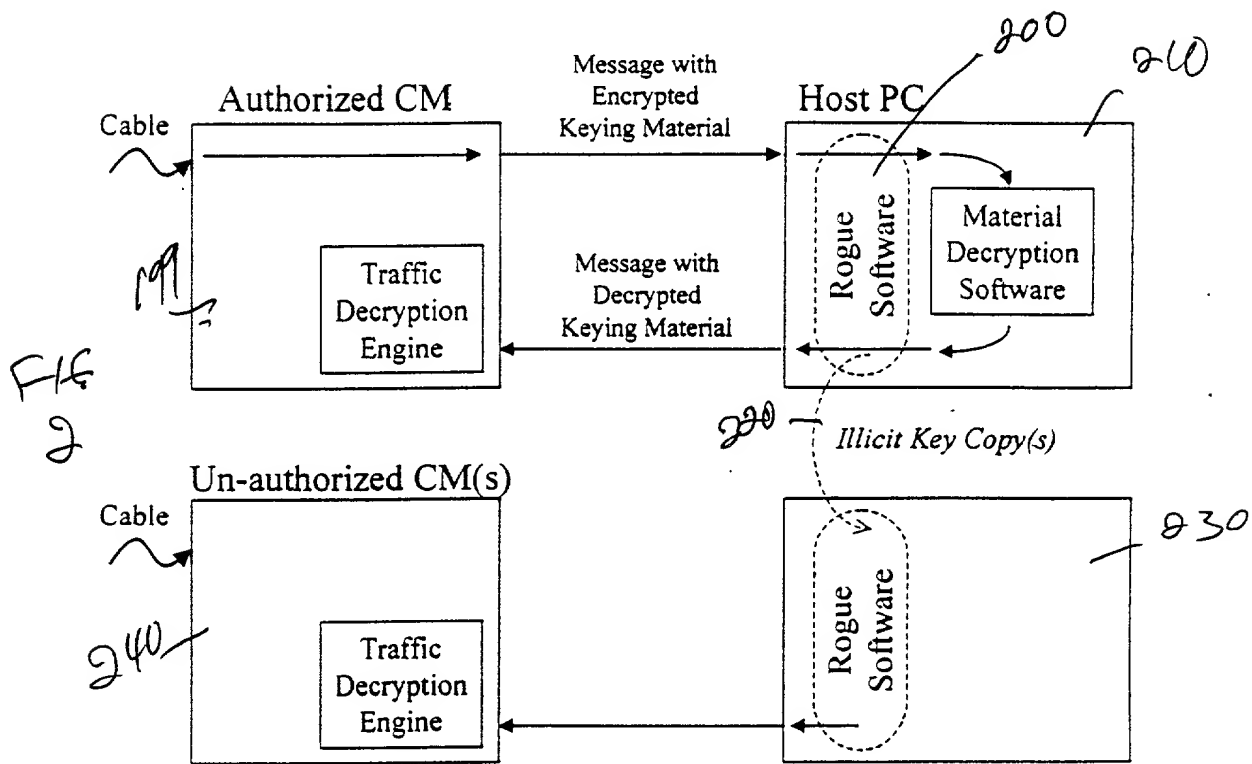 200
210
Message with
Encrypted
Keying Material
Authorized CM
Host PC
Cable
Rogue
Software
Material
Decryption
Software
199
Traffic
Decryption
Engine
Message with
Decrypted
Keying Material
FIG
2
220
Illicit Key Copy(s)
Un-authorized CM(s)
Cable
230
Rogue
Software
240
Traffic
Decryption
Engine